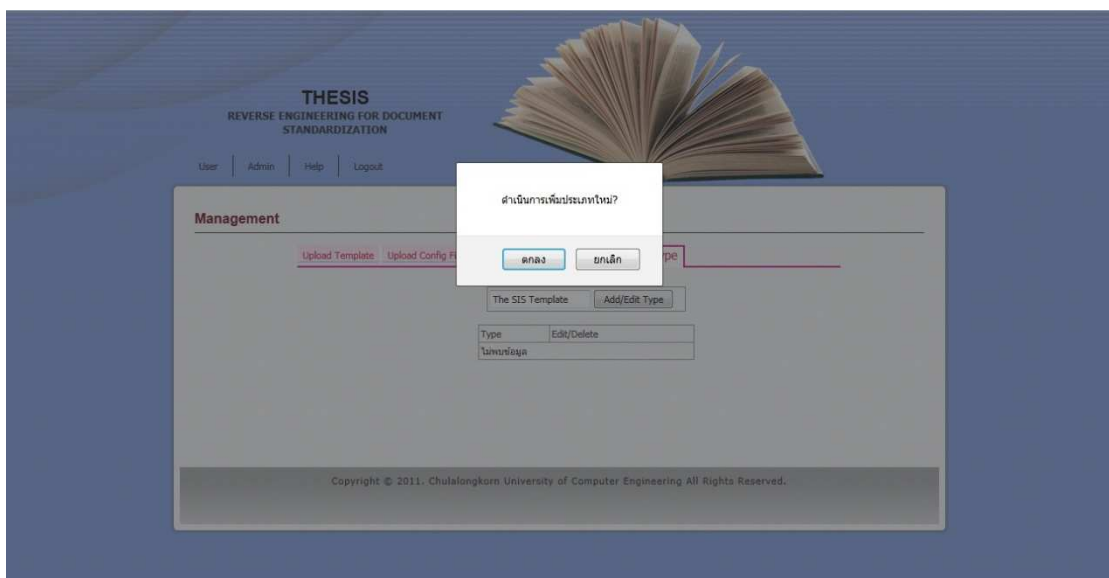 THESIS
REVERSE ENGINEERING FOR DOCUMENT
STANDARDIZATION
User Admin Help Logout
ดำเนินการเพิ่มประเภทใหม่?
Management
ตกลง ยกเลิก
Upload Template Upload Config
The SIS Template Add/Edit Type
Type Edit/Delete
ไม่พบข้อมูล
Copyright © 2011. Chulalongkorn University of Computer Engineering All Rights Reserved.